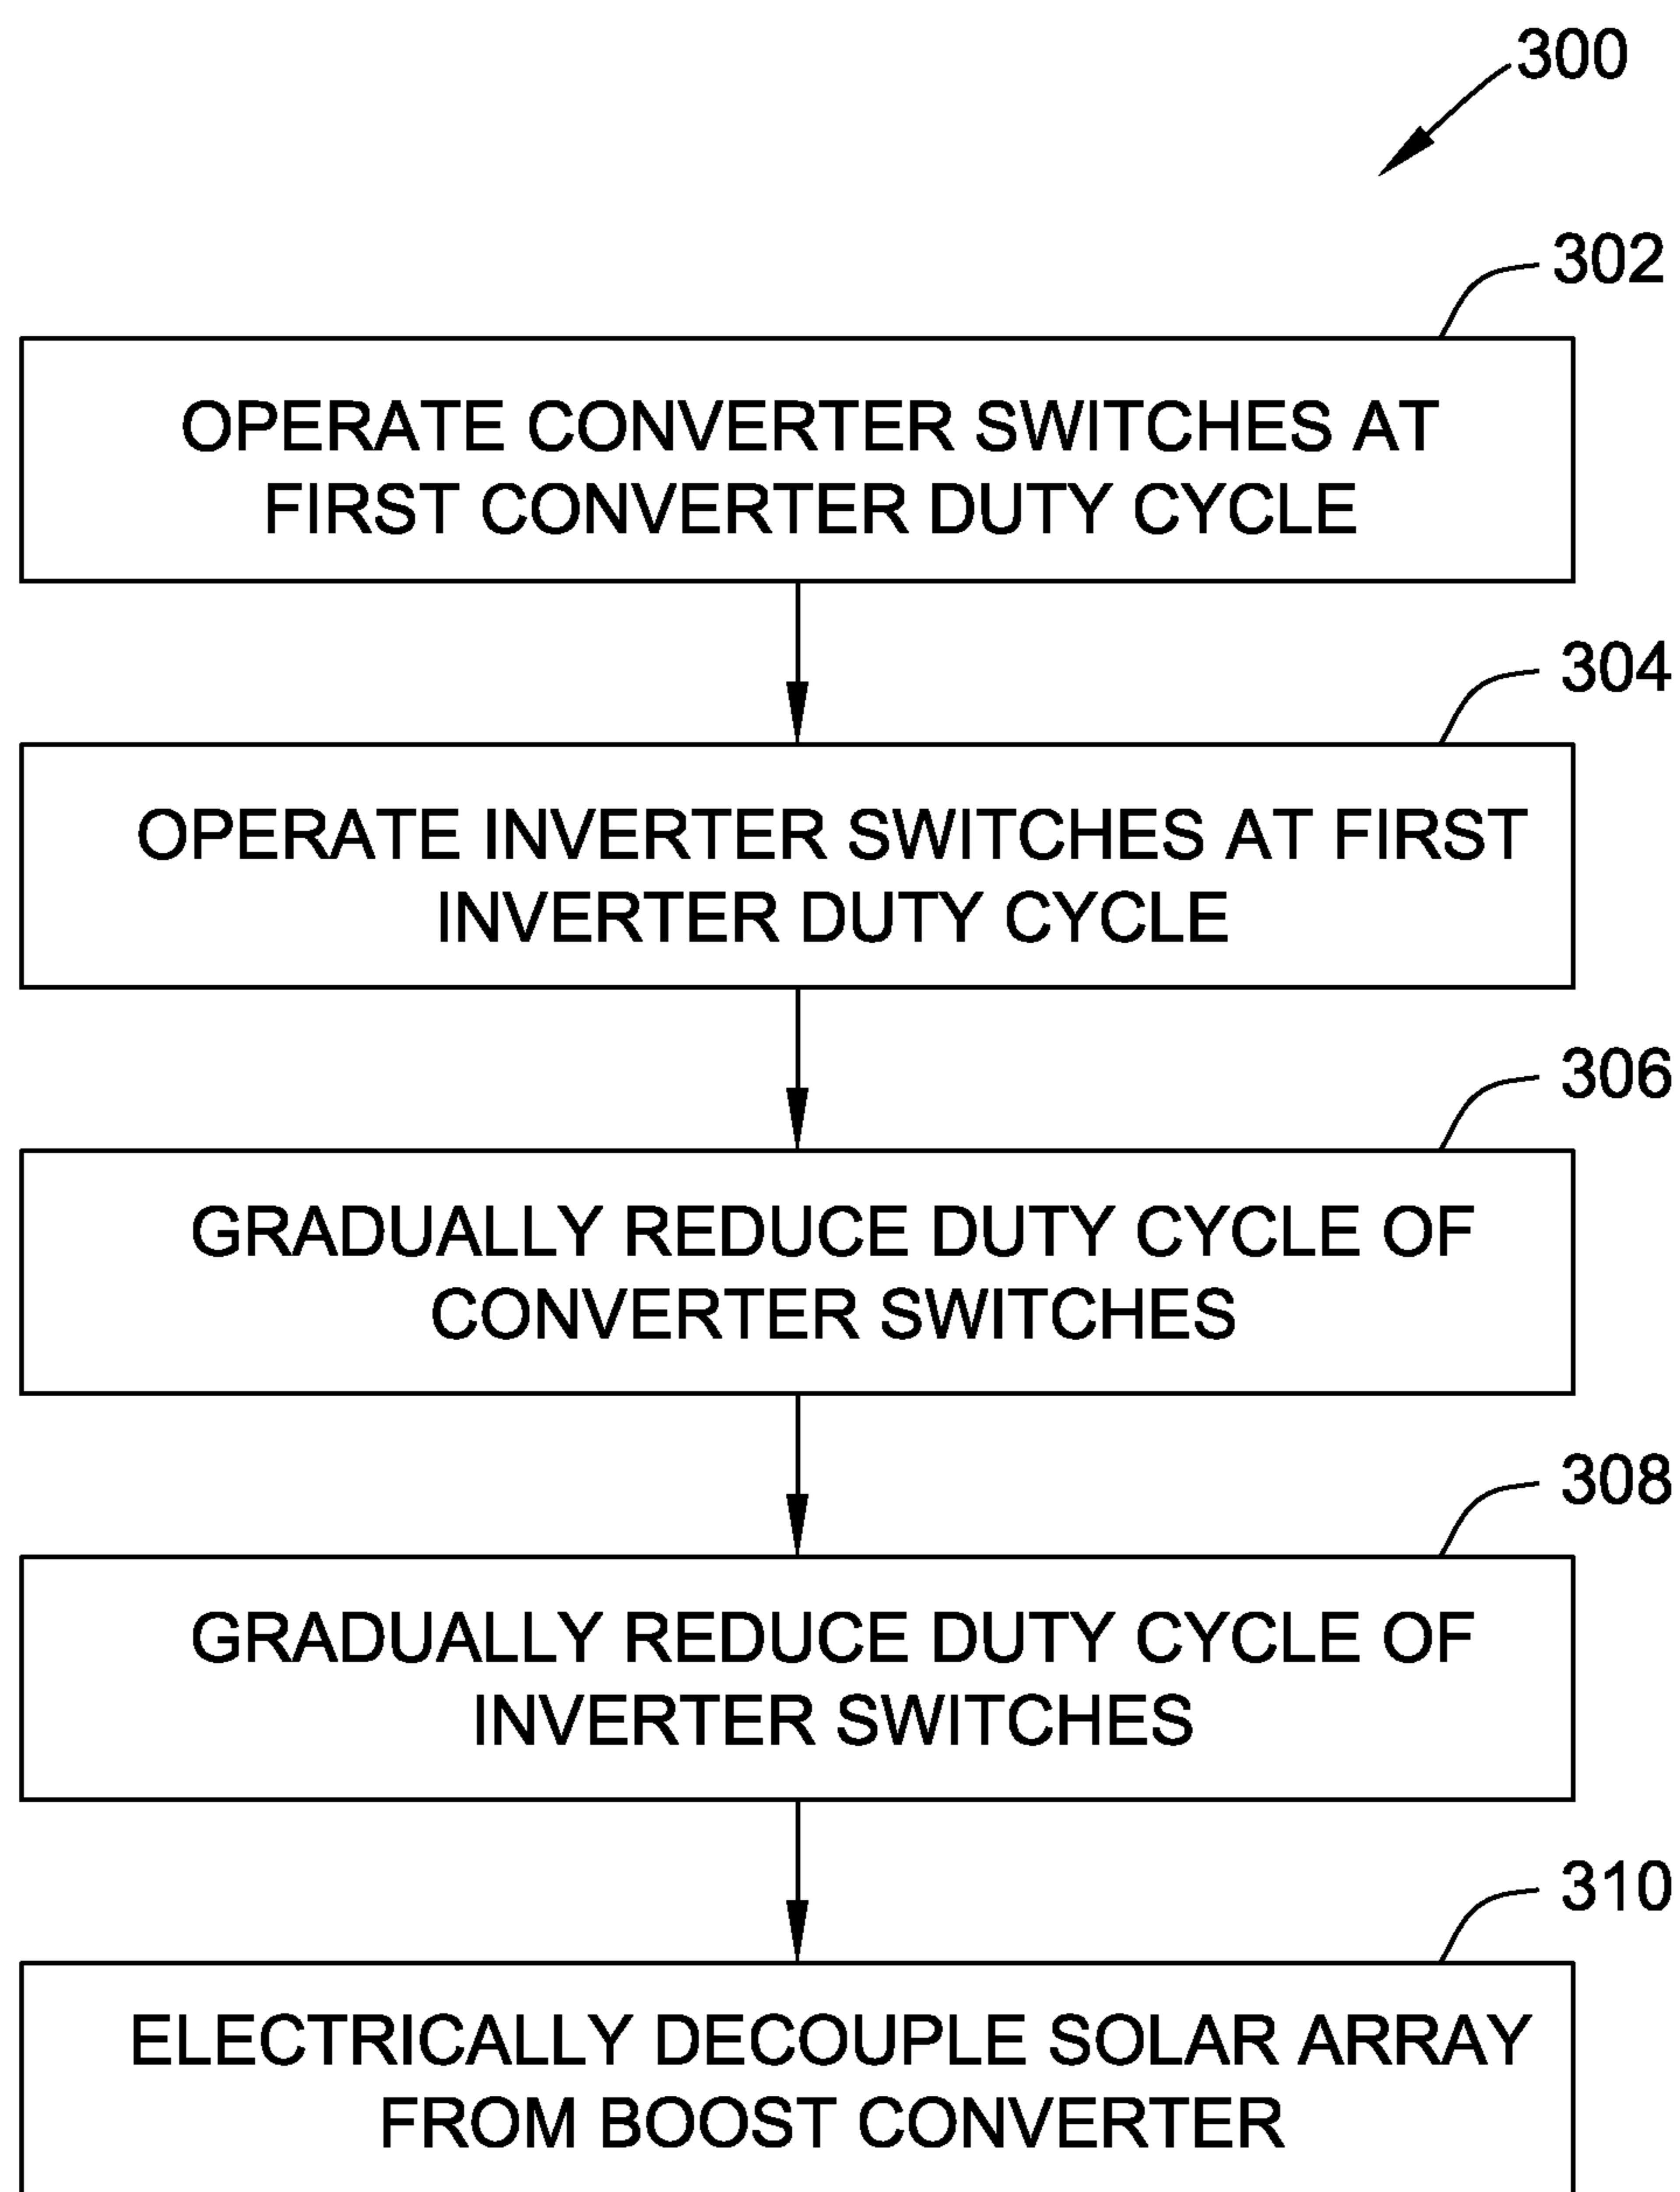 300
302
OPERATE CONVERTER SWITCHES AT
FIRST CONVERTER DUTY CYCLE
304
OPERATE INVERTER SWITCHES AT FIRST
INVERTER DUTY CYCLE
306
GRADUALLY REDUCE DUTY CYCLE OF
CONVERTER SWITCHES
308
GRADUALLY REDUCE DUTY CYCLE OF
INVERTER SWITCHES
310
ELECTRICALLY DECOUPLE SOLAR ARRAY
FROM BOOST CONVERTER